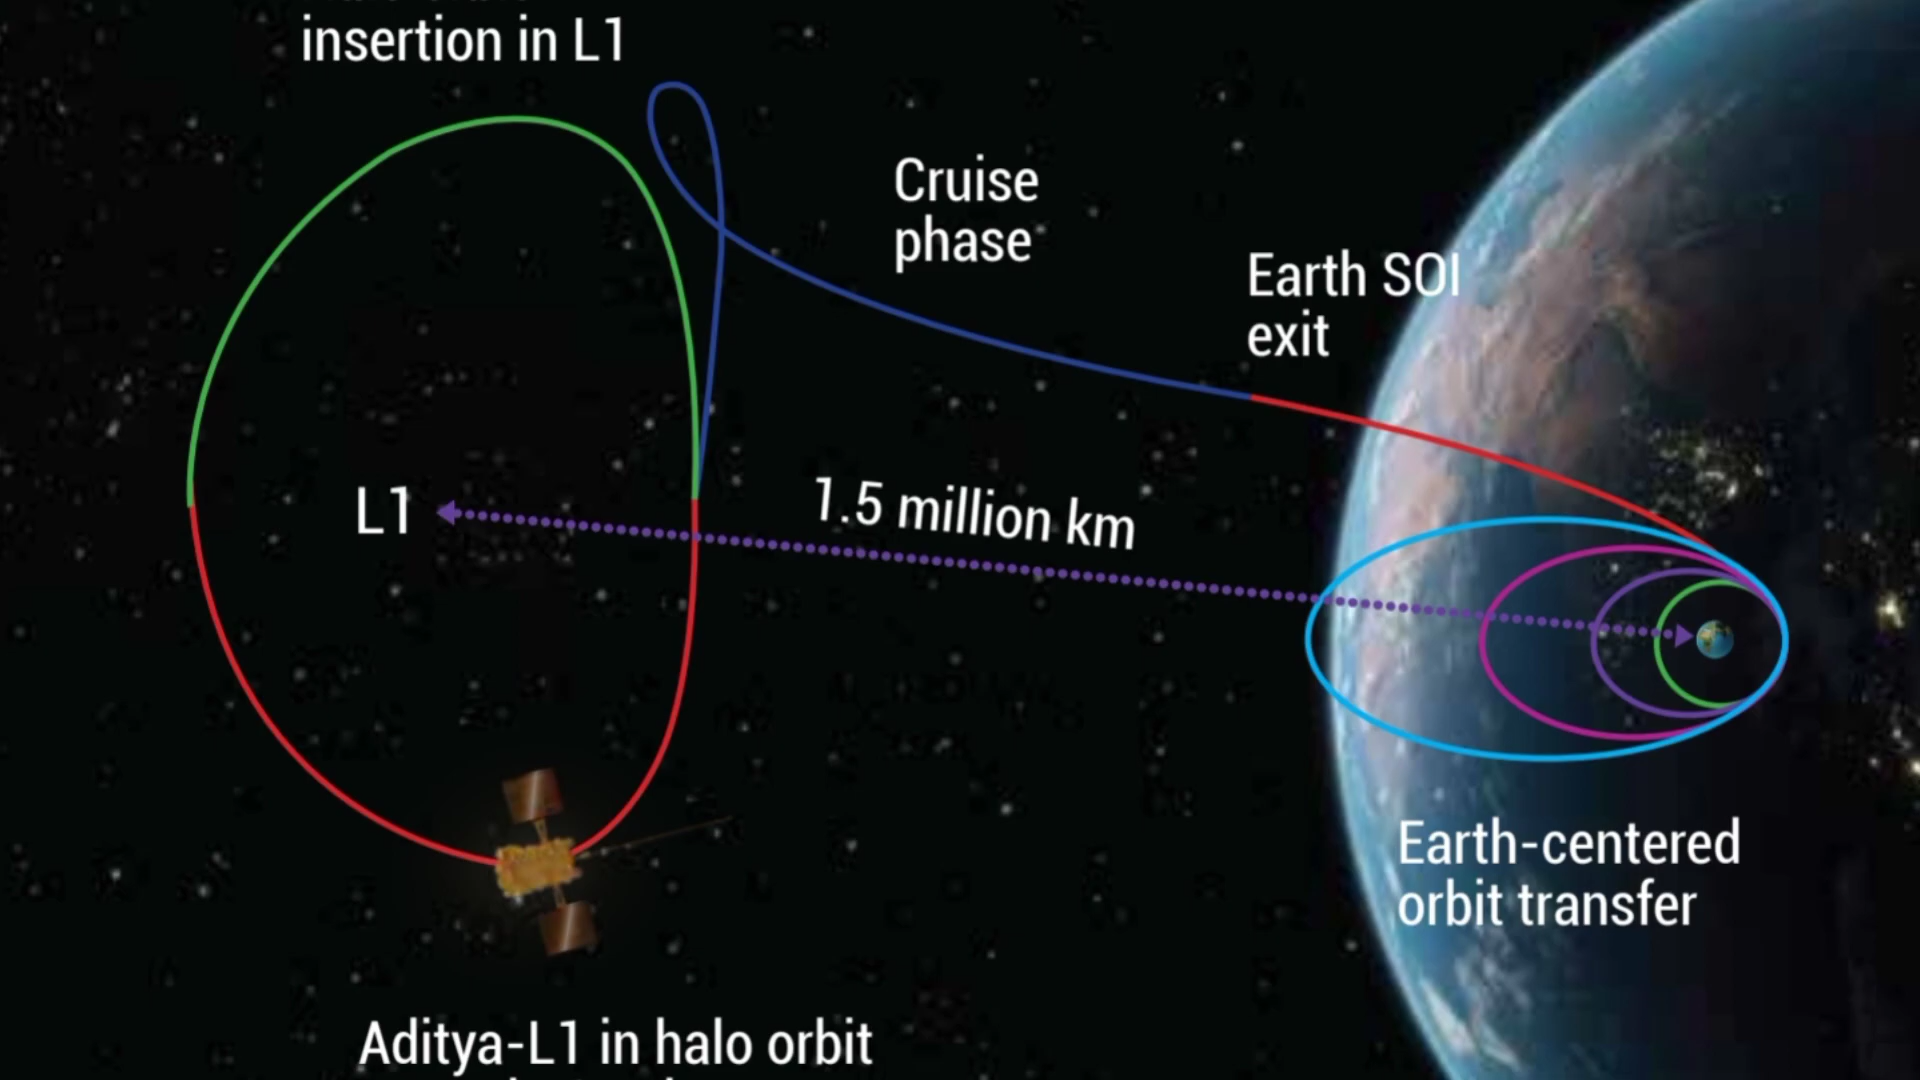 insertion in L1
Cruise
phase
Earth SOI
exit
L1
1.5 million km
Earth-centered
orbit transfer
Aditya-L1 in halo orbit